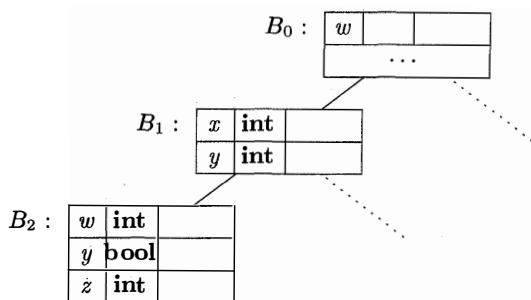 B₀ : w
···
B₁ : x int
y int
B₂ : w int
y bool
z int